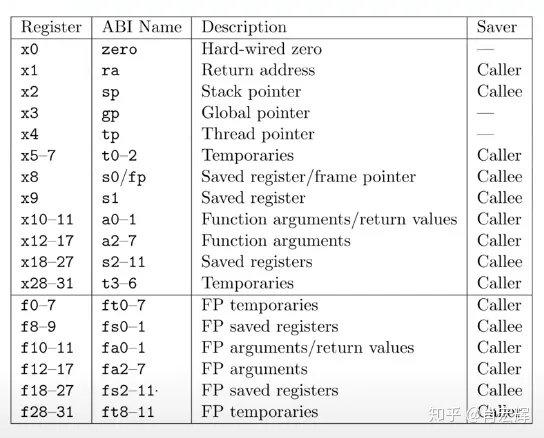 Register ABI Name Description Saver
x0 zero Hard-wired zero —
x1 ra Return address Caller
x2 sp Stack pointer Callee
x3 gp Global pointer —
x4 tp Thread pointer —
x5–7 t0–2 Temporaries Caller
x8 s0/fp Saved register/frame pointer Callee
x9 s1 Saved register Callee
x10–11 a0–1 Function arguments/return values Caller
x12–17 a2–7 Function arguments Caller
x18–27 s2–11 Saved registers Callee
x28–31 t3–6 Temporaries Caller
f0–7 ft0–7 FP temporaries Caller
f8–9 fs0–1 FP saved registers Callee
f10–11 fa0–1 FP arguments/return values Caller
f12–17 fa2–7 FP arguments Caller
f18–27 fs2–11 FP saved registers Callee
f28–31 ft8–11 FP temporaries Caller
知乎 @肖宏辉